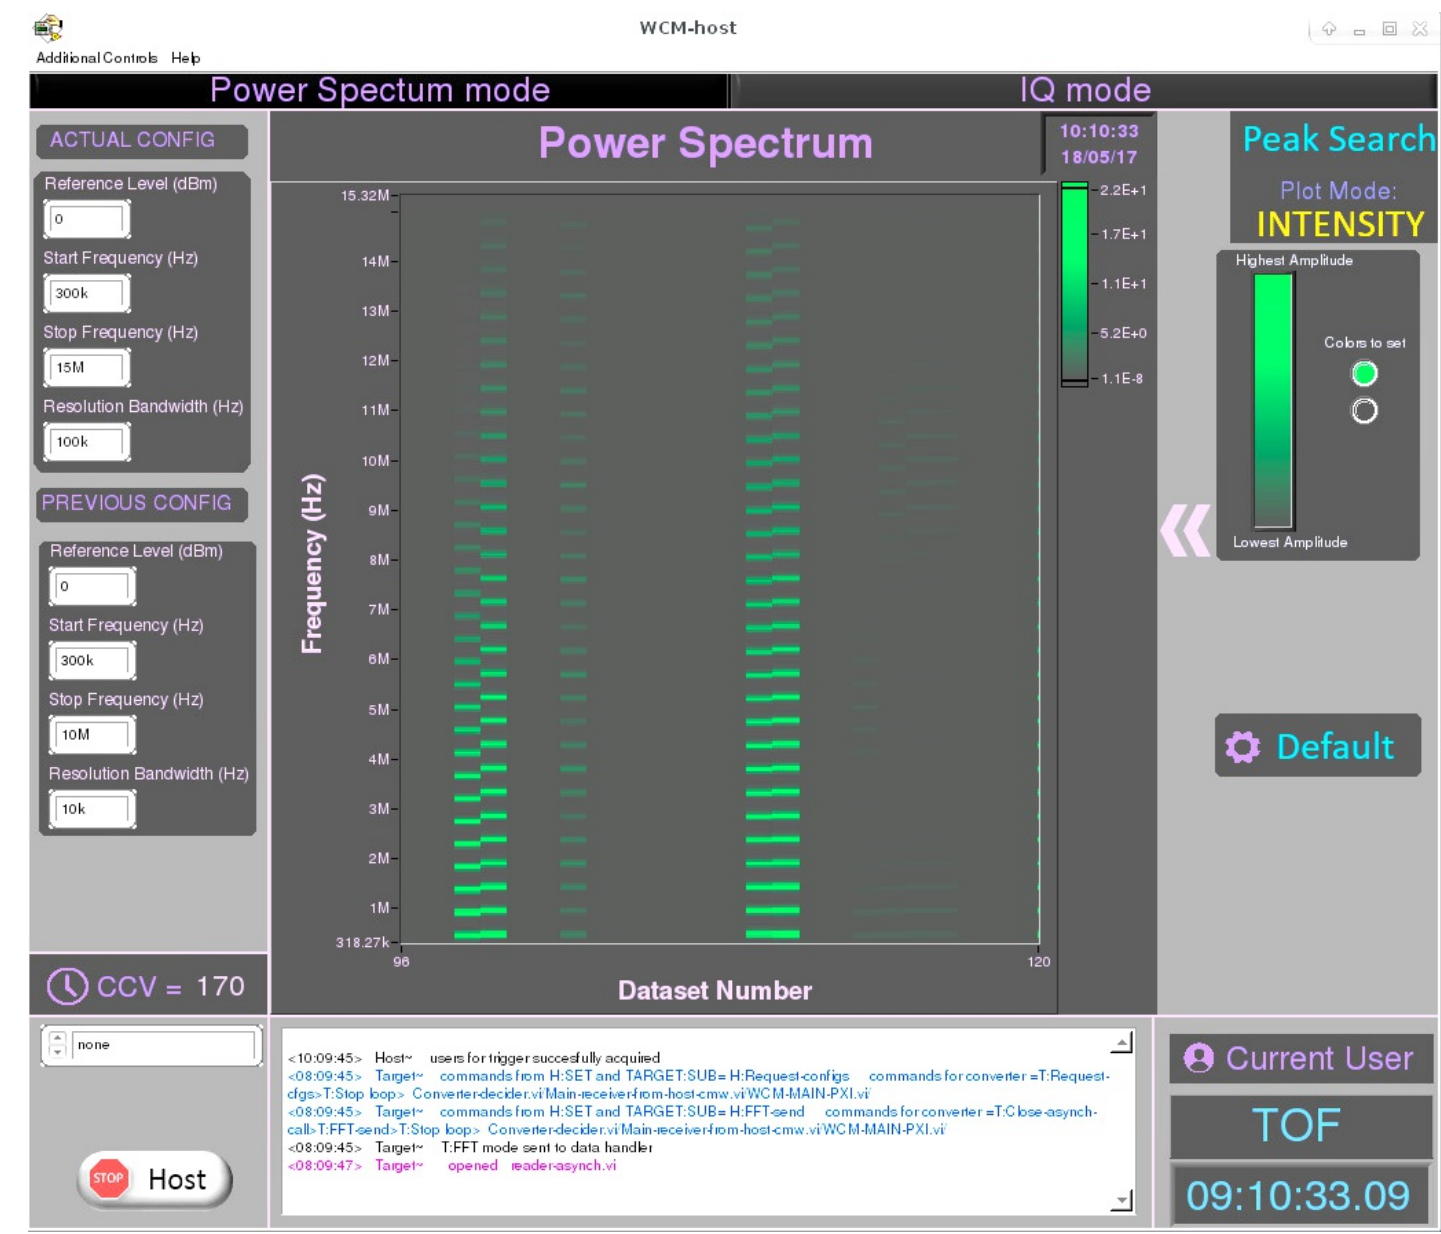 WCM-host
Additional Controls Help
Power Spectum mode
IQ mode
ACTUAL CONFIG
Reference Level (dBm)
0
Start Frequency (Hz)
300k
Stop Frequency (Hz)
15M
Resolution Bandwidth (Hz)
100k
PREVIOUS CONFIG
Reference Level (dBm)
0
Start Frequency (Hz)
300k
Stop Frequency (Hz)
10M
Resolution Bandwidth (Hz)
10k
CCV = 170
Power Spectrum
10:10:33
18/05/17
15.32M
14M
13M
12M
11M
10M
9M
8M
7M
6M
5M
4M
3M
2M
1M
318.27k
Frequency (Hz)
96
120
Dataset Number
2.2E+1
1.7E+1
1.1E+1
5.2E+0
1.1E-8
Peak Search
Plot Mode:
INTENSITY
Highest Amplitude
Colors to set
Lowest Amplitude
Default
none
STOP Host
<10:09:45> Host~ users for trigger succesfully acquired
<08:09:45> Target~ commands from H:SET and TARGET:SUB= H:Request-configs commands for converter =T:Request-
cfgs>T:Stop loop> Converter-decider.vi/Main-receiver-from-host-cmw.vi/WCM-MAIN-PXI.vi/
<08:09:45> Target~ commands from H:SET and TARGET:SUB= H:FFT-send commands for converter =T:Close-asynch-
call>T:FFT-send>T:Stop loop> Converter-decider.vi/Main-receiver-from-host-cmw.vi/WCM-MAIN-PXI.vi/
<08:09:45> Target~ T:FFT mode sent to data handler
<08:09:47> Target~ opened reader-asynch.vi
Current User
TOF
09:10:33.09